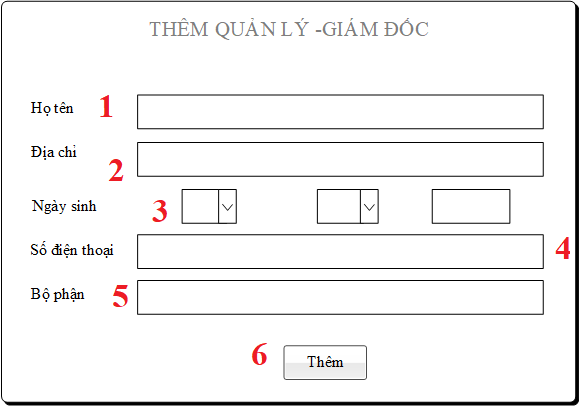 THÊM QUẢN LÝ -GIÁM ĐỐC
Họ tên 1
Địa chỉ 2
Ngày sinh 3
Số điện thoại 4
Bộ phận 5
6 Thêm